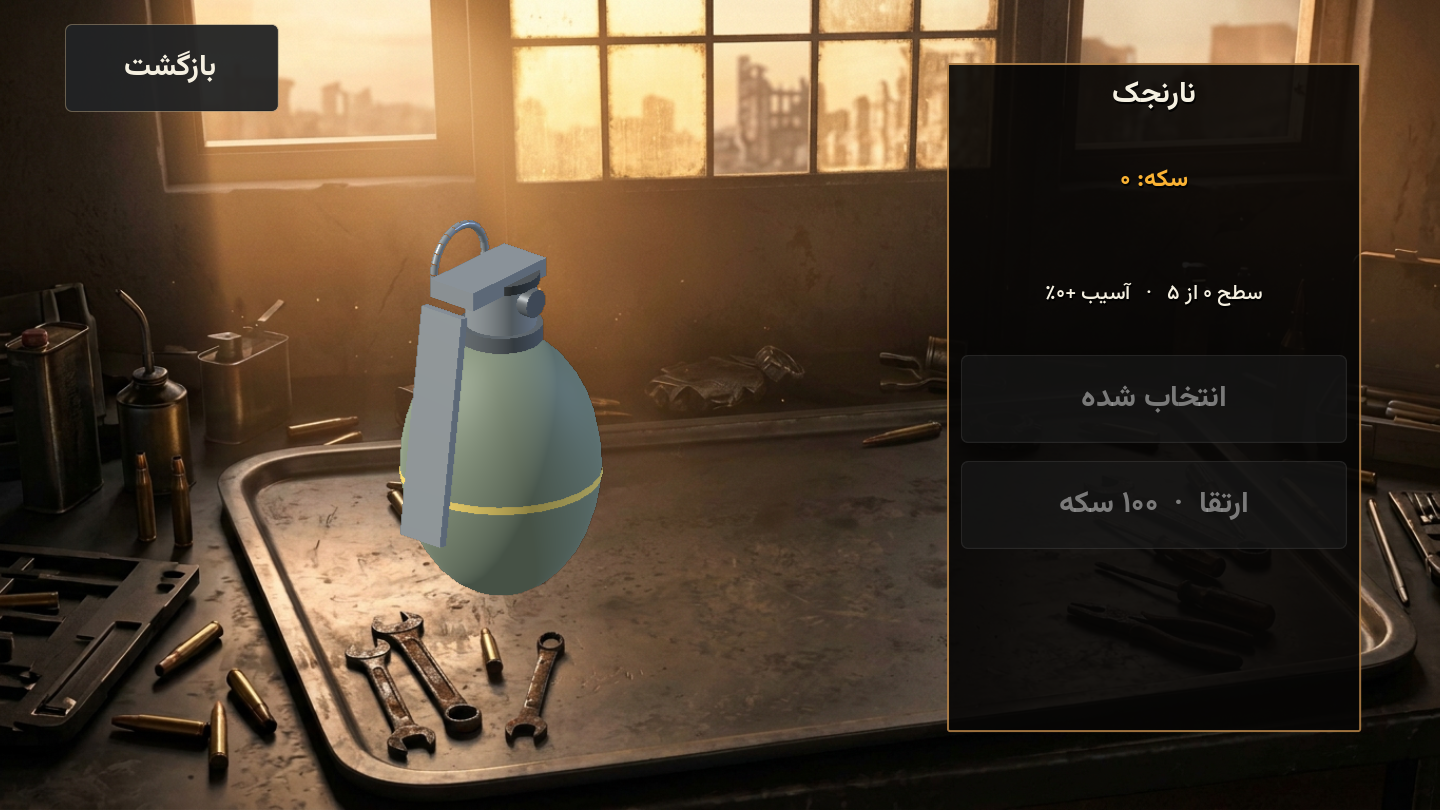 بازگشت
نارنجک
سکه: ۰
سطح ۰ از ۵ · آسیب +۰٪
انتخاب شده
ارتقا · ۱۰۰ سکه